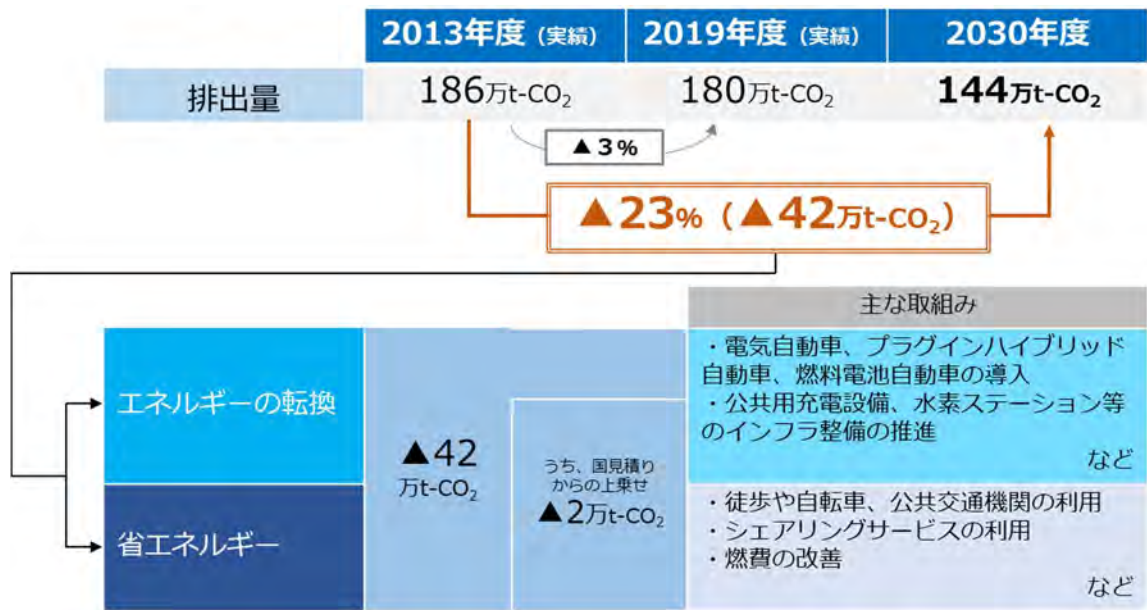 2013年度（実績） 2019年度（実績） 2030年度
排出量 186万t-CO₂ 180万t-CO₂ 144万t-CO₂
▲3%
▲23%（▲42万t-CO₂）
主な取組み
エネルギーの転換
▲42
万t-CO₂
うち、国見積り
からの上乗せ
▲2万t-CO₂
・電気自動車、プラグインハイブリッド
自動車、燃料電池自動車の導入
・公共用充電設備、水素ステーション等
のインフラ整備の推進
など
省エネルギー
・徒歩や自転車、公共交通機関の利用
・シェアリングサービスの利用
・燃費の改善
など